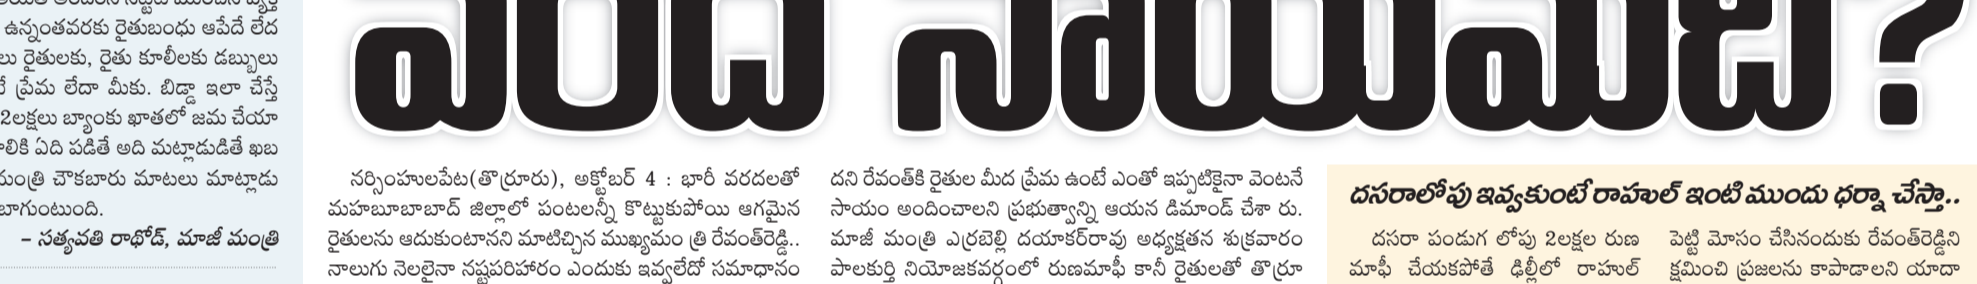 ఉన్నంతవరకు రైతుబంధు ఆపేదే లేద
లు రైతులకు, రైతు కూలీలకు డబ్బులు
ప్రేమ లేదా మీకు. బిడ్డా ఇలా చేస్తే
2లక్షలు బ్యాంకు ఖాతలో జమ చేయా
ఏది పడితే అది మట్లాడుడితే ఖబ
చౌకబారు మాటలు మాట్లాడు
బాగుంటుంది.
– సత్యవతి రాథోడ్, మాజీ మంత్రి
నర్సింహులపేట(తొర్రూరు), అక్టోబర్ 4 : భారీ వరదలతో
మహబూబాబాద్ జిల్లాలో పంటలన్నీ కొట్టుకుపోయి ఆగమైన
రైతులను ఆదుకుంటానని మాటిచ్చిన ముఖ్యమం త్రి రేవంత్‌రెడ్డి..
నాలుగు నెలలైనా నష్టపరిహారం ఎందుకు ఇవ్వలేదో సమాధానం
దని రేవంత్‌కి రైతుల మీద ప్రేమ ఉంటే ఎంతో ఇప్పటికైనా వెంటనే
సాయం అందించాలని ప్రభుత్వాన్ని ఆయన డిమాండ్ చేశా రు.
మాజీ మంత్రి ఎర్రబెల్లి దయాకర్‌రావు అధ్యక్షతన శుక్రవారం
పాలకుర్తి నియోజకవర్గంలో రుణమాఫీ కానీ రైతులతో తొర్రూ
దసరాలోపు ఇవ్వకుంటే రాహుల్ ఇంటి ముందు ధర్నా చేస్తా..
దసరా పండుగ లోపు 2లక్షల రుణ
మాఫీ చేయకపోతే ఢిల్లీలో రాహుల్
పెట్టి మోసం చేసినందుకు రేవంత్‌రెడ్డిని
క్షమించి ప్రజలను కాపాడాలని యాదా